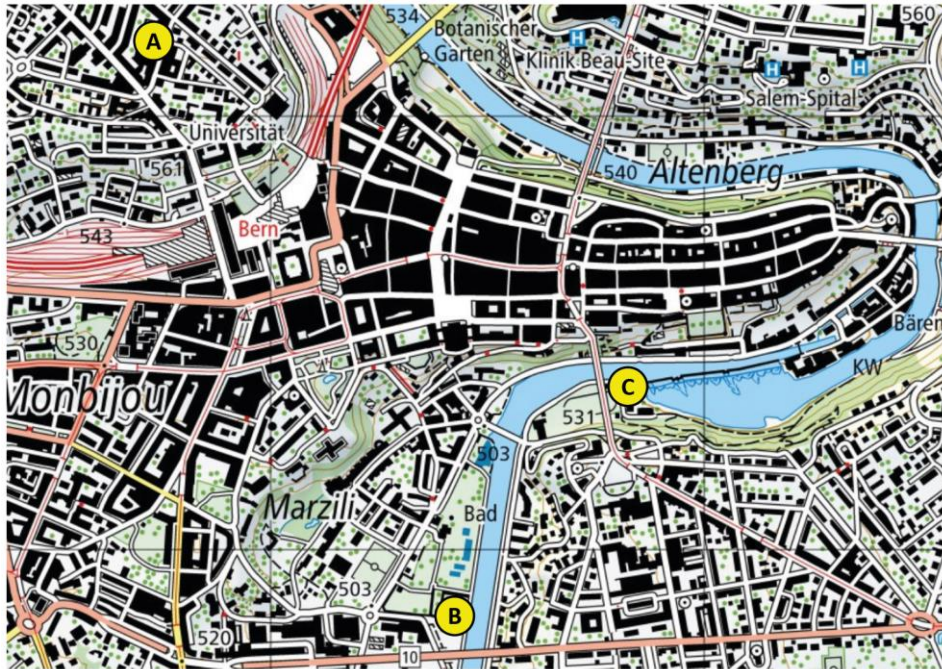 A
534
Botanischer
Garten
H
Klinik Beau-Site
560
H
H
Salem-Spital
Universität
561
540
Altenberg
Bern
543
530
Bären
KW
Monbijou
C
531
503
Marzili
Bad
503
B
520
10